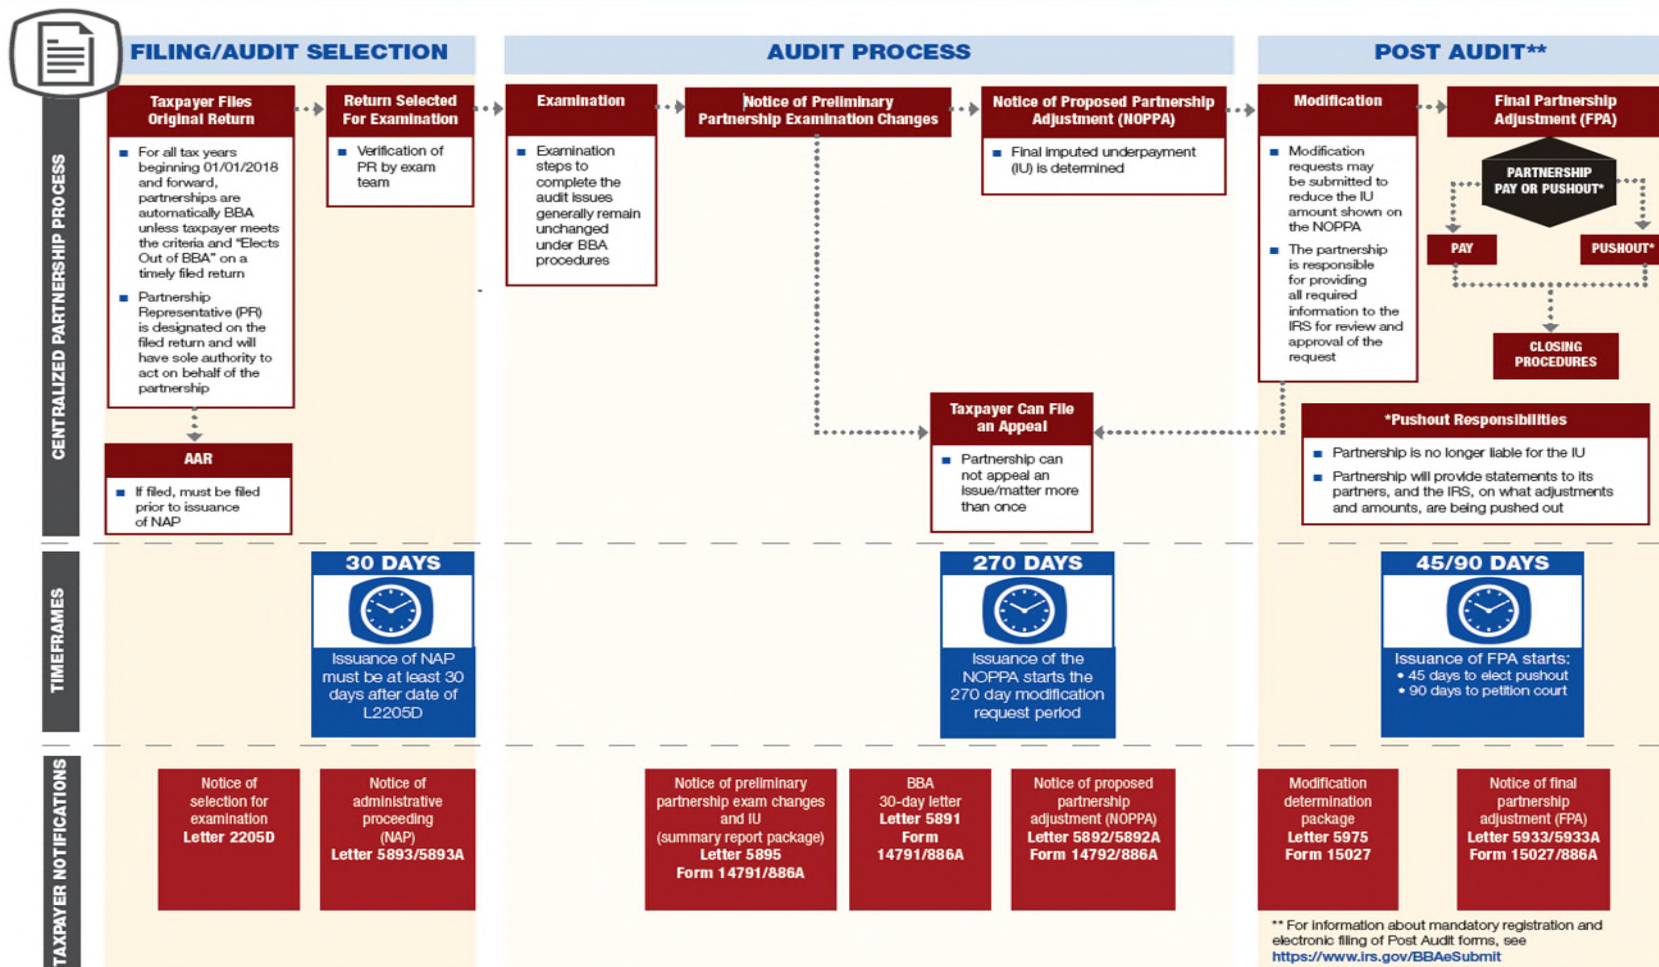 FILING/AUDIT SELECTION
AUDIT PROCESS
POST AUDIT**
CENTRALIZED PARTNERSHIP PROCESS
Taxpayer Files
Original Return
■ For all tax years
beginning 01/01/2018
and forward,
partnerships are
automatically BBA
unless taxpayer meets
the criteria and "Elects
Out of BBA" on a
timely filed return
■ Partnership
Representative (PR)
is designated on the
filed return and will
have sole authority to
act on behalf of the
partnership
AAR
■ If filed, must be filed
prior to issuance
of NAP
Return Selected
For Examination
■ Verification of
PR by exam
team
Examination
■ Examination
steps to
complete the
audit issues
generally remain
unchanged
under BBA
procedures
Notice of Preliminary
Partnership Examination Changes
Notice of Proposed Partnership
Adjustment (NOPPA)
■ Final imputed underpayment
(IU) is determined
Taxpayer Can File
an Appeal
■ Partnership can
not appeal an
issue/matter more
than once
Modification
■ Modification
requests may
be submitted to
reduce the IU
amount shown on
the NOPPA
■ The partnership
is responsible
for providing
all required
information to the
IRS for review and
approval of the
request
Final Partnership
Adjustment (FPA)
PARTNERSHIP
PAY OR PUSHOUT*
PAY
PUSHOUT*
CLOSING
PROCEDURES
*Pushout Responsibilities
■ Partnership is no longer liable for the IU
■ Partnership will provide statements to its
partners, and the IRS, on what adjustments
and amounts, are being pushed out
TIMEFRAMES
30 DAYS
Issuance of NAP
must be at least 30
days after date of
L2205D
270 DAYS
Issuance of the
NOPPA starts the
270 day modification
request period
45/90 DAYS
Issuance of FPA starts:
• 45 days to elect pushout
• 90 days to petition court
TAXPAYER NOTIFICATIONS
Notice of
selection for
examination
Letter 2205D
Notice of
administrative
proceeding
(NAP)
Letter 5893/5893A
Notice of preliminary
partnership exam changes
and IU
(summary report package)
Letter 5895
Form 14791/886A
BBA
30-day letter
Letter 5891
Form
14791/886A
Notice of proposed
partnership
adjustment (NOPPA)
Letter 5892/5892A
Form 14792/886A
Modification
determination
package
Letter 5975
Form 15027
Notice of final
partnership
adjustment (FPA)
Letter 5933/5933A
Form 15027/886A
** For information about mandatory registration and
electronic filing of Post Audit forms, see
https://www.irs.gov/BBAeSubmit